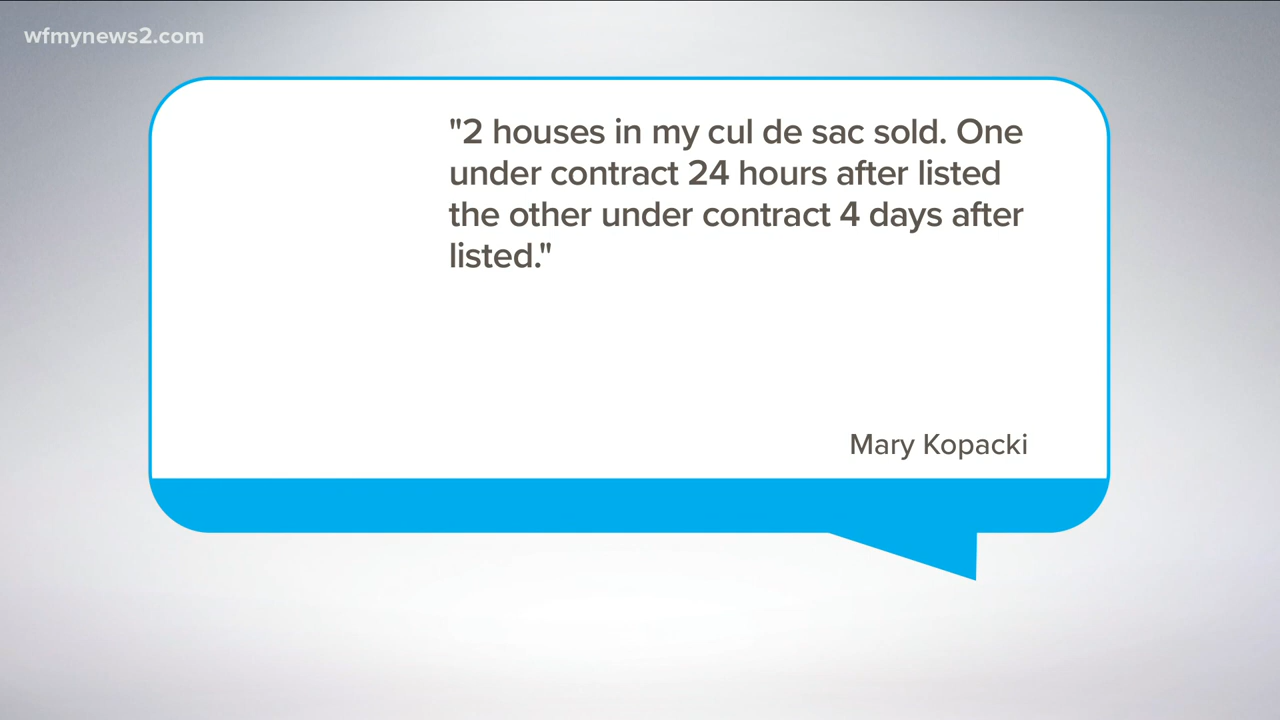 wfmynews2.com
"2 houses in my cul de sac sold. One
under contract 24 hours after listed
the other under contract 4 days after
listed."
Mary Kopacki